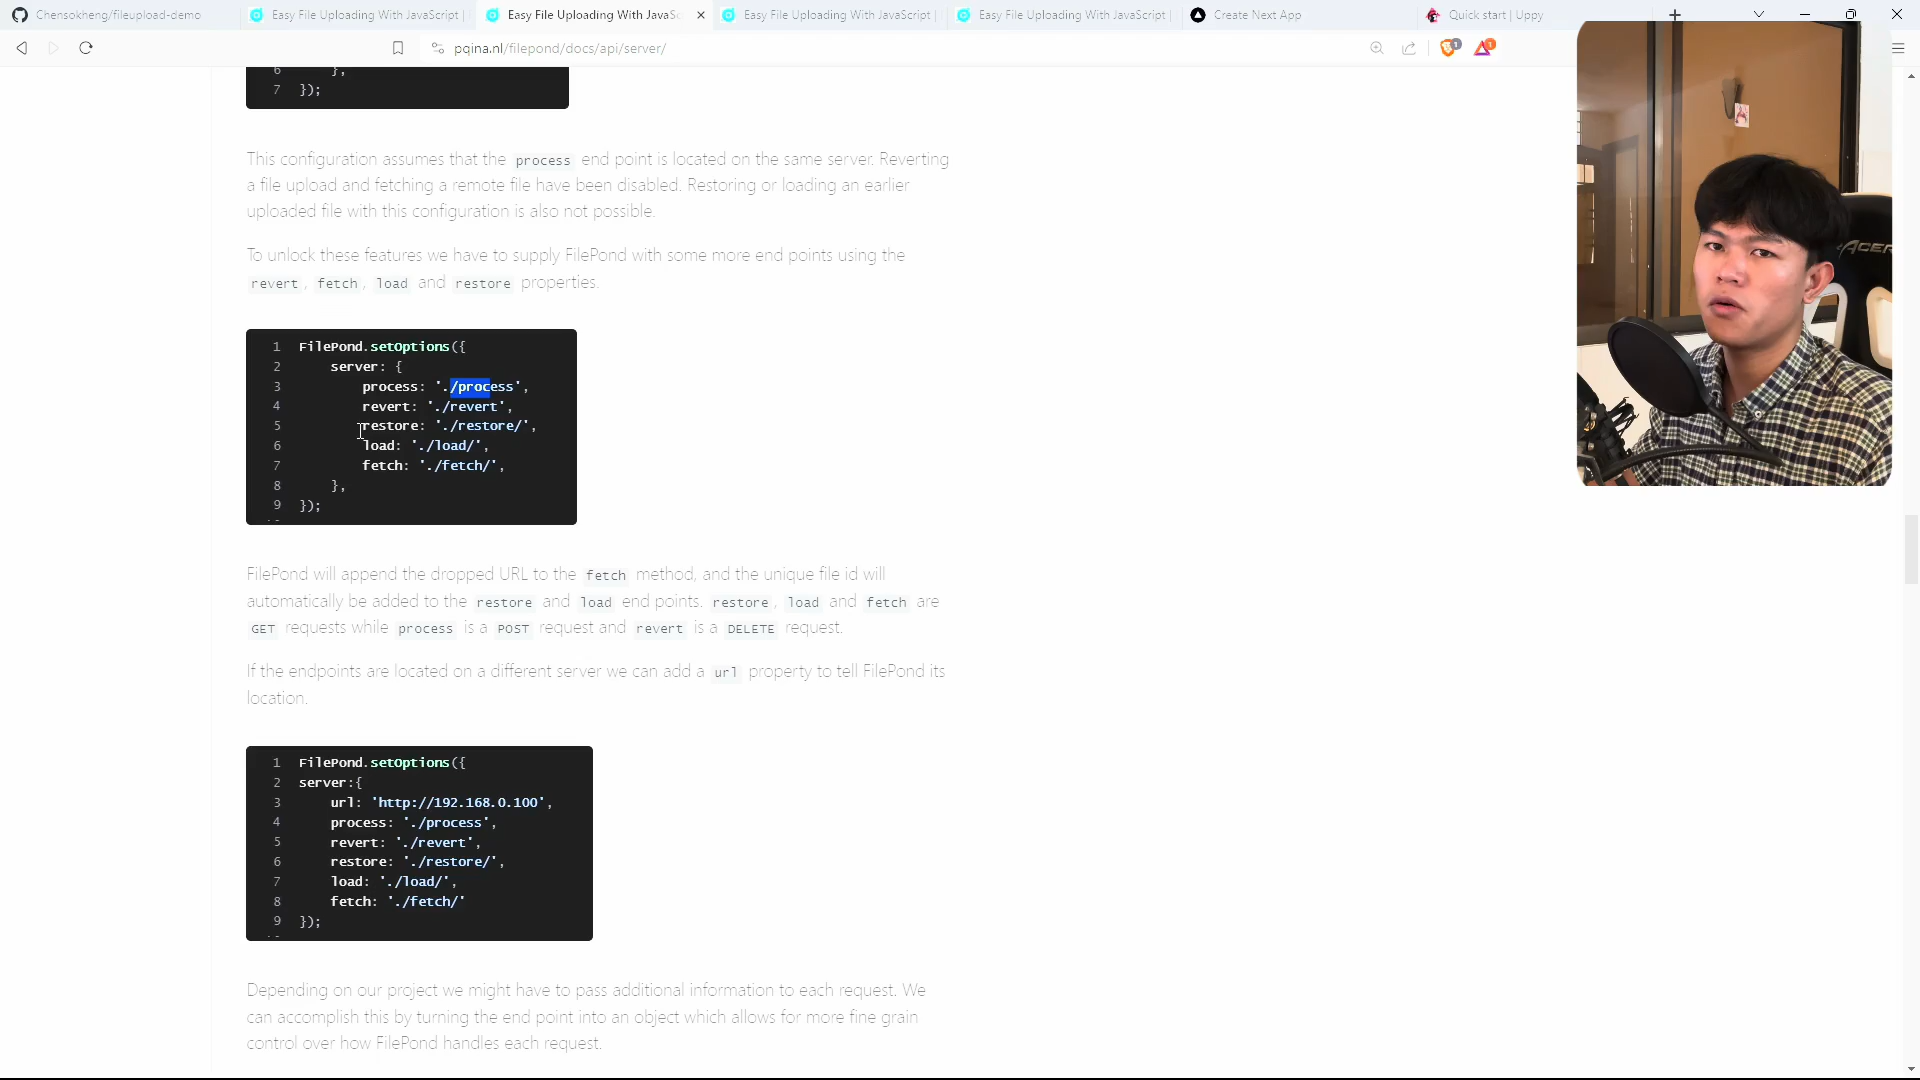 Chensokheng/fileupload-demo
Easy File Uploading With JavaScript |
Easy File Uploading With JavaSc
Easy File Uploading With JavaScript |
Easy File Uploading With JavaScript |
Create Next App
Quick start | Uppy
pqina.nl/filepond/docs/api/server/
1
1
6 },
7 });
This configuration assumes that the process end point is located on the same server. Reverting
a file upload and fetching a remote file have been disabled. Restoring or loading an earlier
uploaded file with this configuration is also not possible.
To unlock these features we have to supply FilePond with some more end points using the
revert, fetch, load and restore properties.
1 FilePond.setOptions({
2 server: {
3 process: './process',
4 revert: './revert',
5 restore: './restore/',
6 load: './load/',
7 fetch: './fetch/',
8 },
9 });
FilePond will append the dropped URL to the fetch method, and the unique file id will
automatically be added to the restore and load end points. restore, load and fetch are
GET requests while process is a POST request and revert is a DELETE request.
If the endpoints are located on a different server we can add a url property to tell FilePond its
location.
1 FilePond.setOptions({
2 server:{
3 url: 'http://192.168.0.100',
4 process: './process',
5 revert: './revert',
6 restore: './restore/',
7 load: './load/',
8 fetch: './fetch/'
9 });
Depending on our project we might have to pass additional information to each request. We
can accomplish this by turning the end point into an object which allows for more fine grain
control over how FilePond handles each request.
ACER